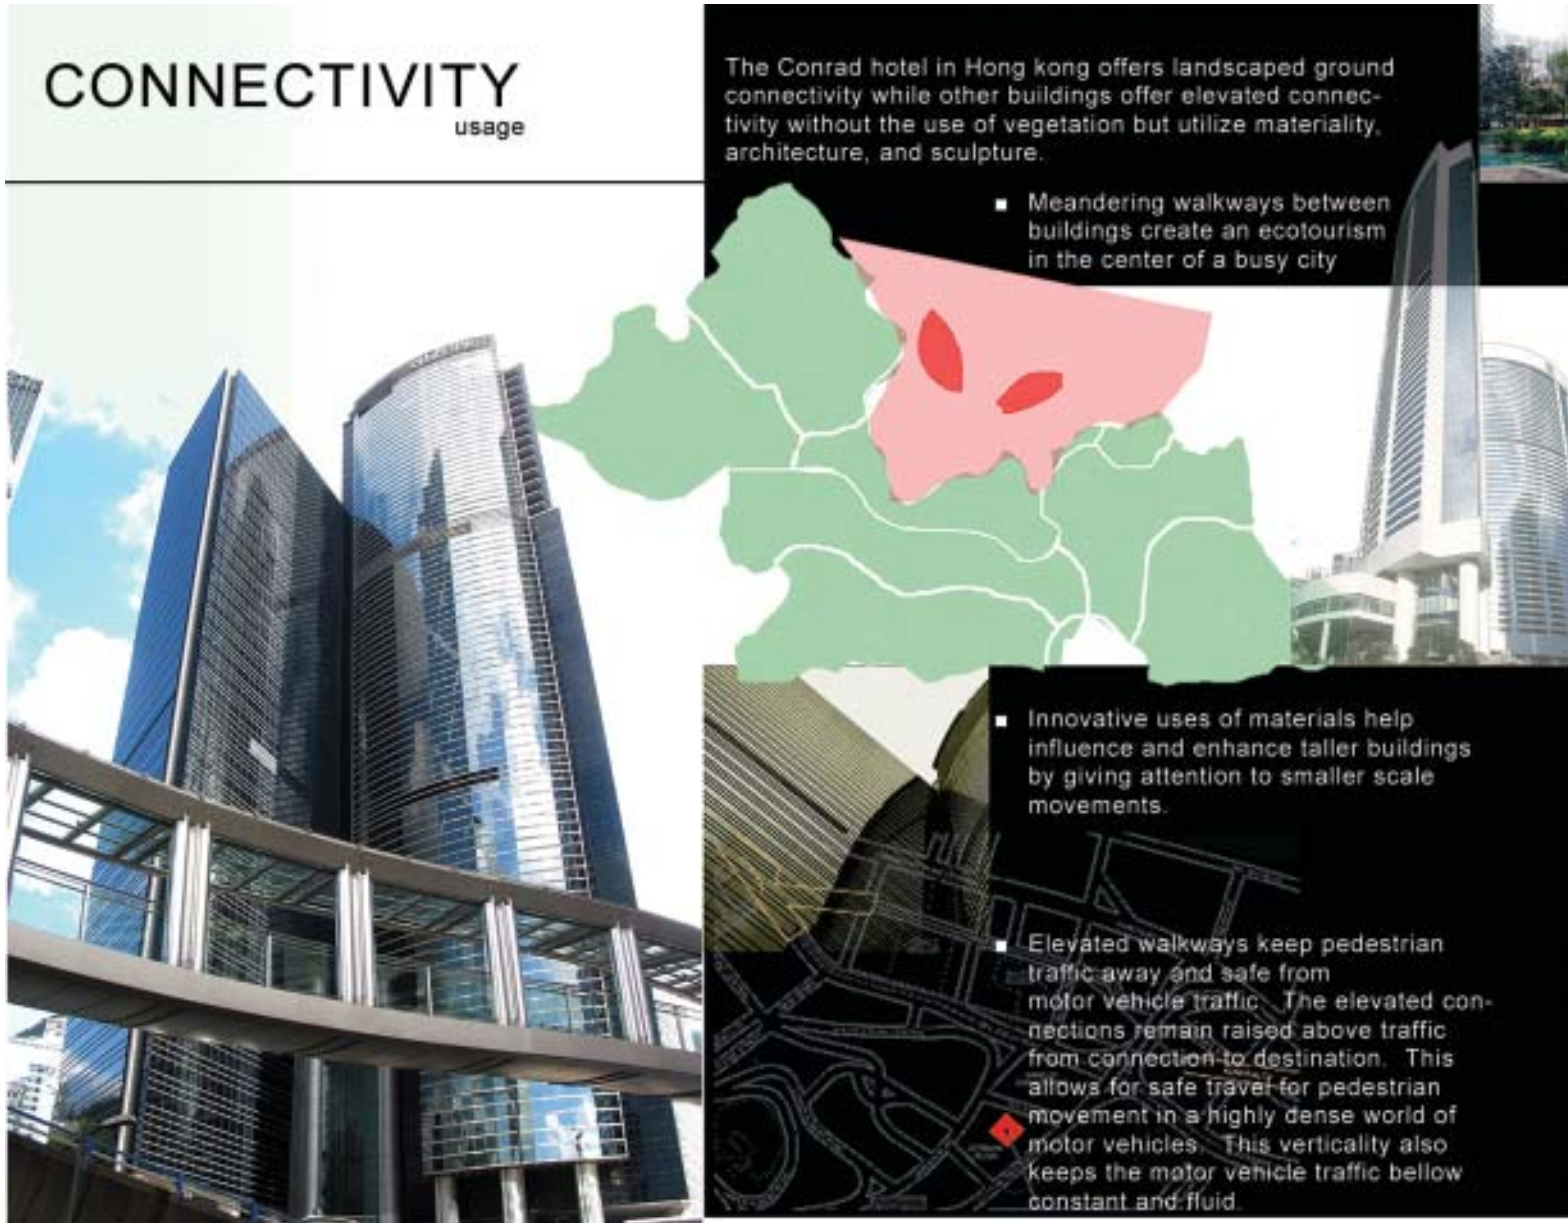 CONNECTIVITY
usage
The Conrad hotel in Hong kong offers landscaped ground
connectivity while other buildings offer elevated connec-
tivity without the use of vegetation but utilize materiality,
architecture, and sculpture.
Meandering walkways between
buildings create an ecotourism
in the center of a busy city
Innovative uses of materials help
influence and enhance taller buildings
by giving attention to smaller scale
movements.
Elevated walkways keep pedestrian
traffic away and safe from
motor vehicle traffic. The elevated con-
nections remain raised above traffic
from connection to destination. This
allows for safe travel for pedestrian
movement in a highly dense world of
motor vehicles. This verticality also
keeps the motor vehicle traffic bellow
constant and fluid.